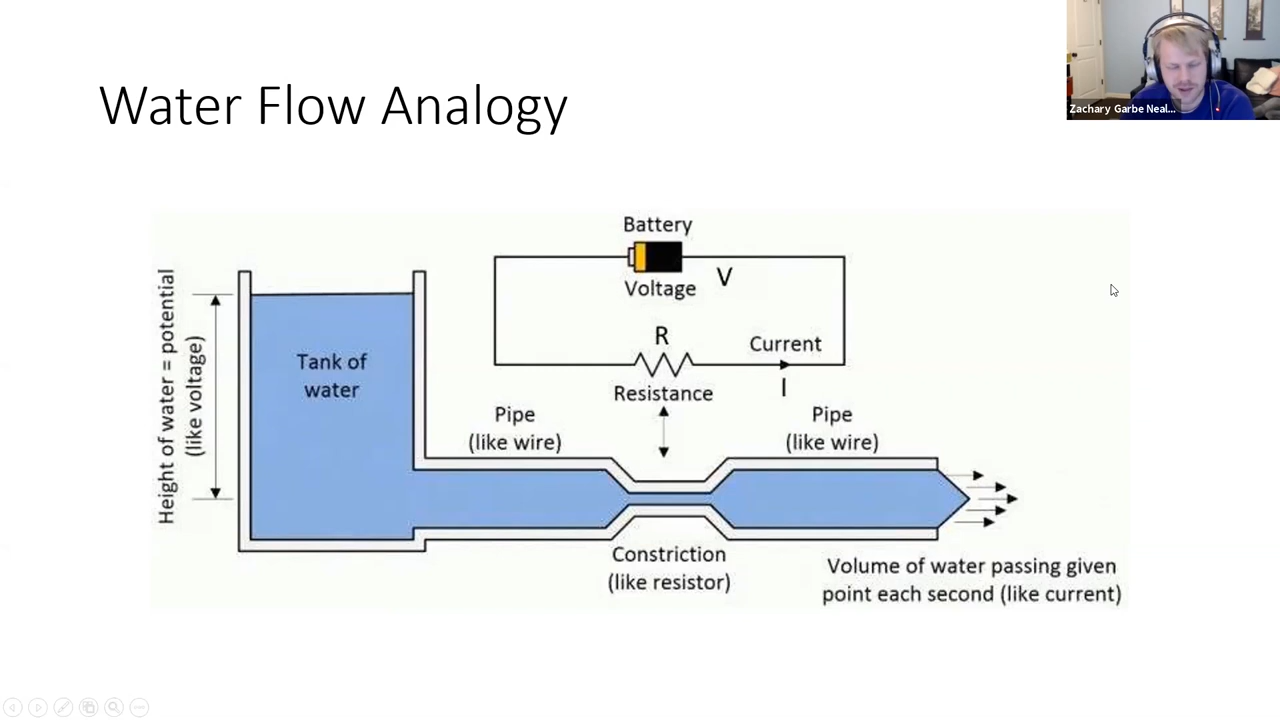 Water Flow Analogy
Zachary Garbe Neal...
Battery
Voltage
V
R
Resistance
Current
I
Height of water = potential
(like voltage)
Tank of
water
Pipe
(like wire)
Pipe
(like wire)
Constriction
(like resistor)
Volume of water passing given
point each second (like current)